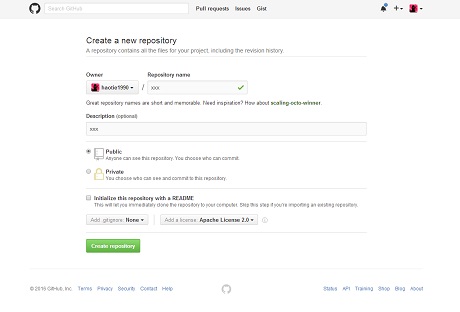 Search GitHub
Pull requests Issues Gist
Create a new repository
A repository contains all the files for your project, including the revision history.
Owner Repository name
haotie1990 / xxx
Great repository names are short and memorable. Need inspiration? How about scaling-octo-winner.
Description (optional)
xxx
Public
Anyone can see this repository. You choose who can commit.
Private
You choose who can see and commit to this repository.
Initialize this repository with a README
This will let you immediately clone the repository to your computer. Skip this step if you're importing an existing repository.
Add .gitignore: None Add a license: Apache License 2.0
Create repository
© 2016 GitHub, Inc. Terms Privacy Security Contact Help Status API Training Shop Blog About